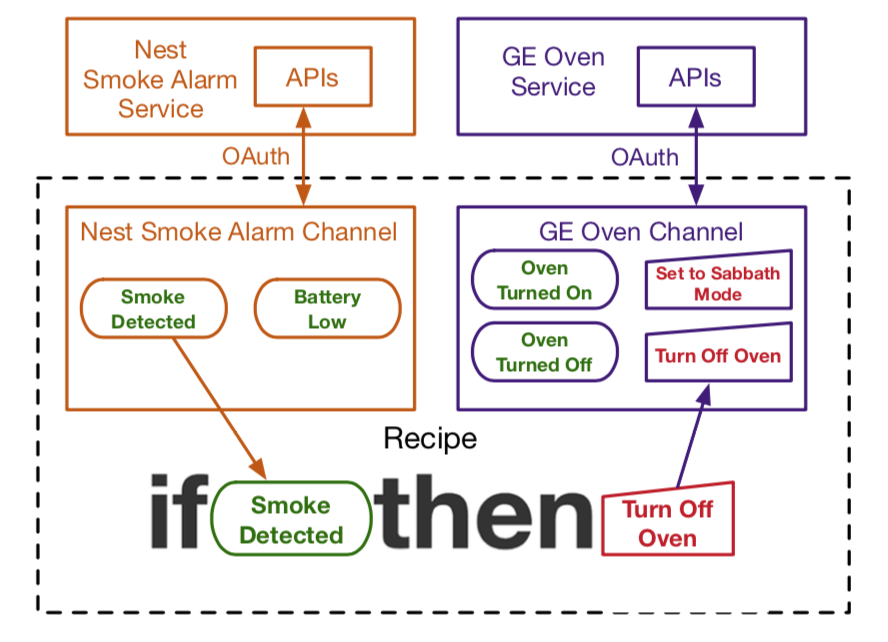 Nest
Smoke Alarm
Service
APIs
GE Oven
Service
APIs
OAuth
OAuth
Nest Smoke Alarm Channel
Smoke
Detected
Battery
Low
GE Oven Channel
Oven
Turned On
Set to Sabbath
Mode
Oven
Turned Off
Turn Off Oven
Recipe
if
Smoke
Detected
then
Turn Off
Oven